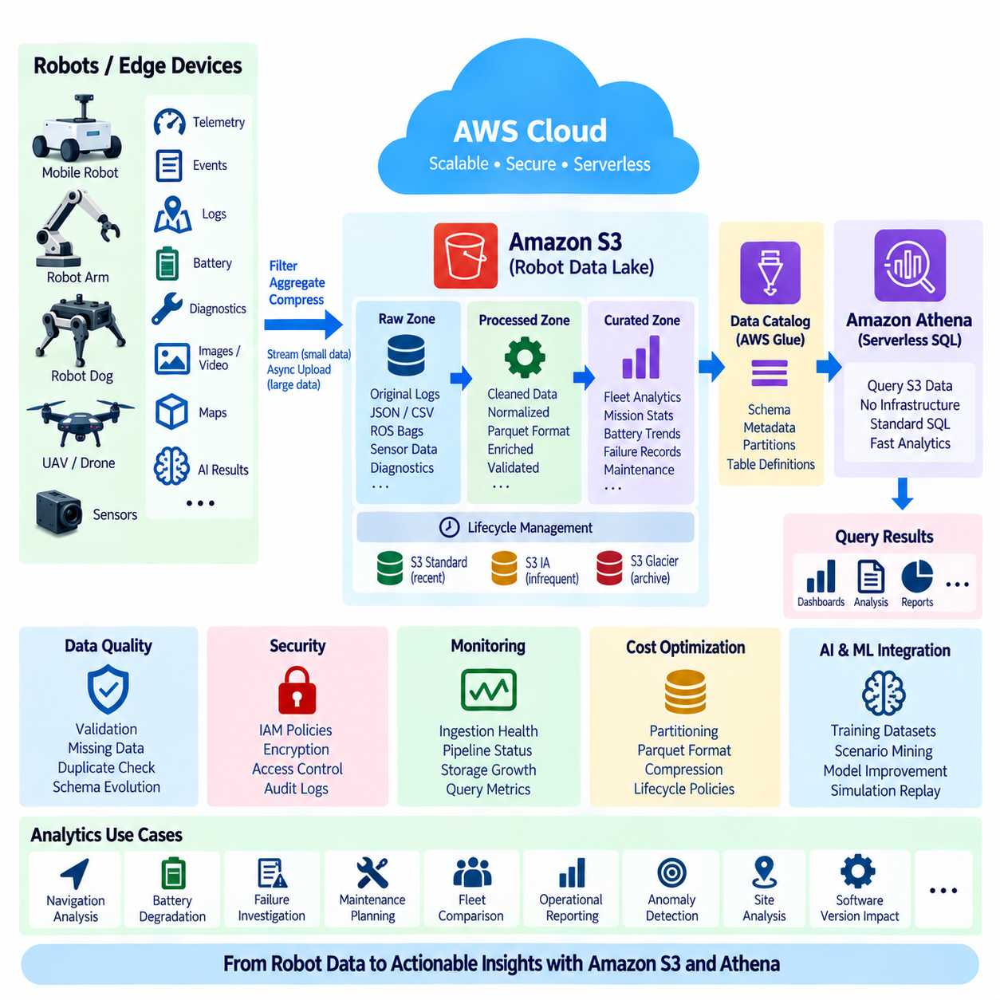 Robots / Edge Devices
Mobile Robot
Robot Arm
Robot Dog
UAV / Drone
Sensors
Telemetry
Events
Logs
Battery
Diagnostics
Images /
Video
Maps
AI Results
...
Filter
Aggregate
Compress
Stream (small data)
Async Upload
(large data)
AWS Cloud
Scalable • Secure • Serverless
Amazon S3
(Robot Data Lake)
Raw Zone
Original Logs
JSON / CSV
ROS Bags
Sensor Data
Diagnostics
...
Processed Zone
Cleaned Data
Normalized
Parquet Format
Enriched
Validated
...
Curated Zone
Fleet Analytics
Mission Stats
Battery Trends
Failure Records
Maintenance
...
Lifecycle Management
S3 Standard
(recent)
S3 IA
(infrequent)
S3 Glacier
(archive)
Data Catalog
(AWS Glue)
Schema
Metadata
Partitions
Table Definitions
Amazon Athena
(Serverless SQL)
Query S3 Data
No Infrastructure
Standard SQL
Fast Analytics
Query Results
Dashboards
Analysis
Reports
...
Data Quality
Validation
Missing Data
Duplicate Check
Schema Evolution
Security
IAM Policies
Encryption
Access Control
Audit Logs
Monitoring
Ingestion Health
Pipeline Status
Storage Growth
Query Metrics
Cost Optimization
Partitioning
Parquet Format
Compression
Lifecycle Policies
AI & ML Integration
Training Datasets
Scenario Mining
Model Improvement
Simulation Replay
Analytics Use Cases
Navigation
Analysis
Battery
Degradation
Failure
Investigation
Maintenance
Planning
Fleet
Comparison
Operational
Reporting
Anomaly
Detection
Site
Analysis
Software
Version Impact
...
From Robot Data to Actionable Insights with Amazon S3 and Athena